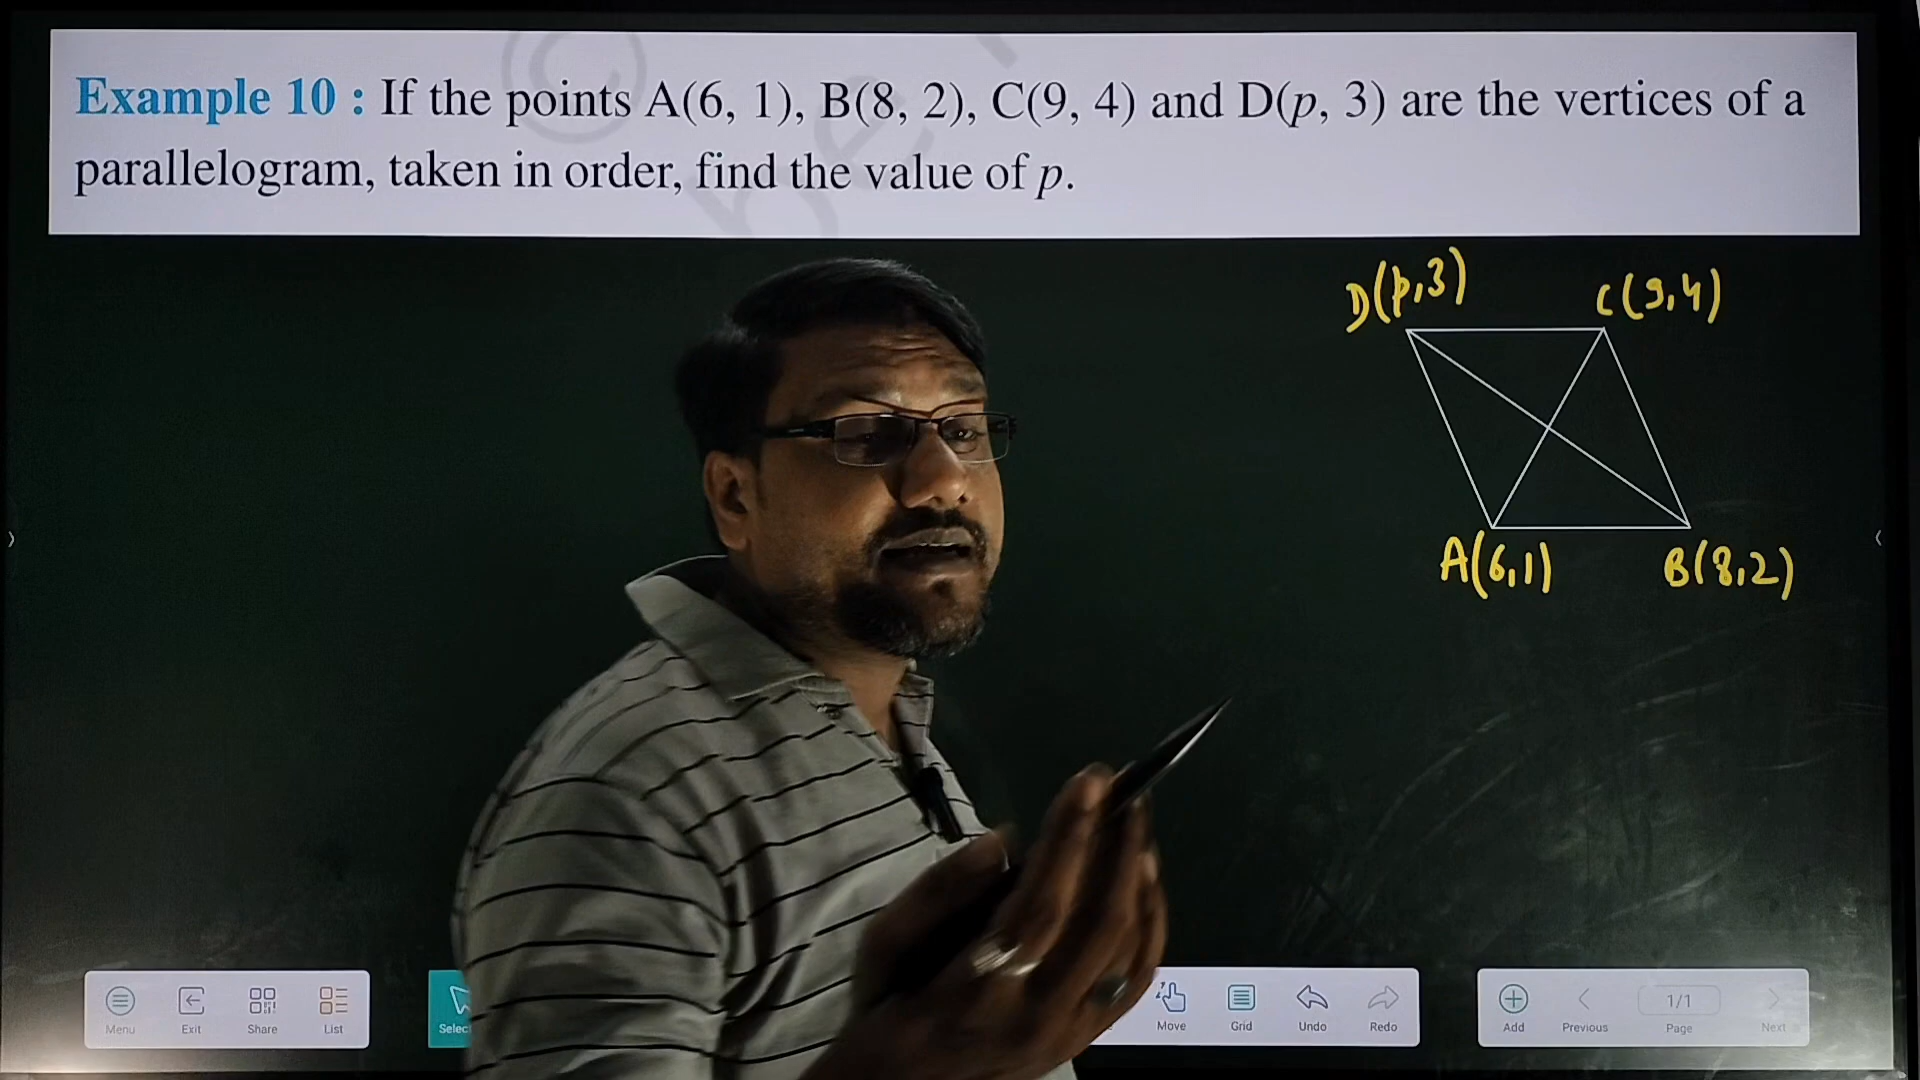 Example 10 : If the points A(6, 1), B(8, 2), C(9, 4) and D(p, 3) are the vertices of a
parallelogram, taken in order, find the value of p.
D(p,3)
C(9,4)
A(6,1)
B(8,2)
Menu
Exit
Share
List
Move
Grid
Undo
Redo
Add
Previous
1/1
Page
Next